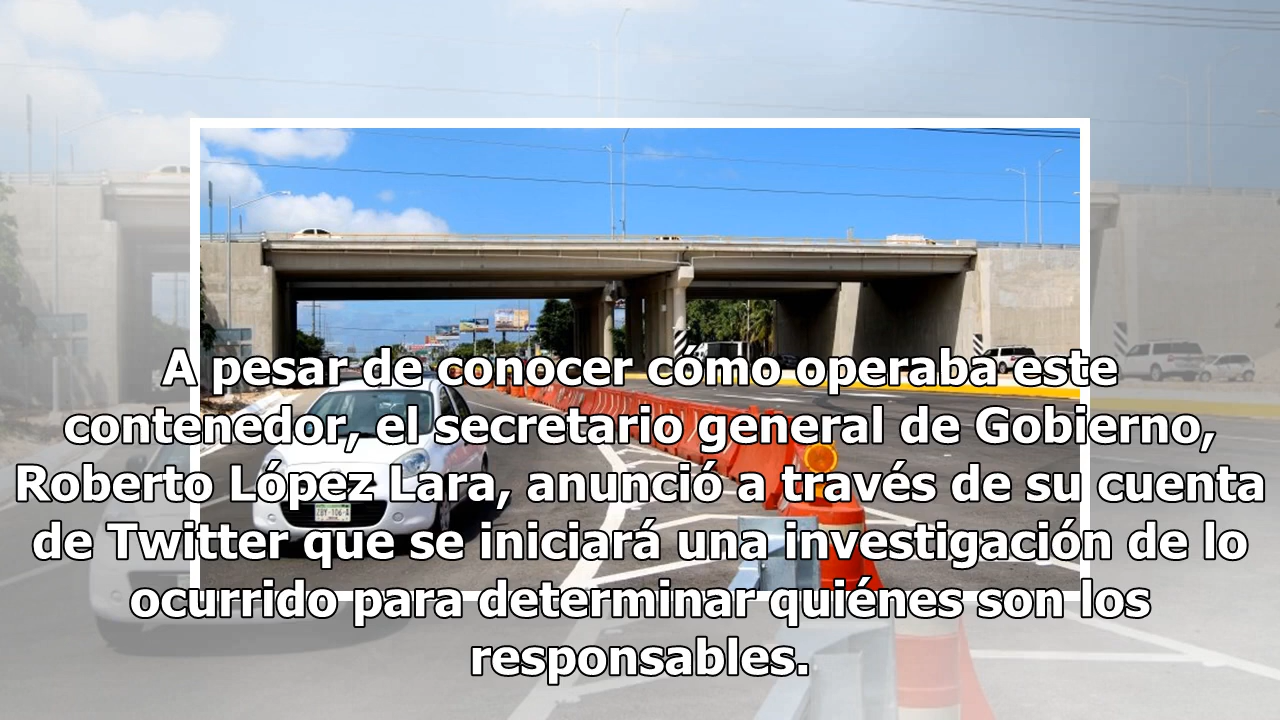 A pesar de conocer cómo operaba este
contenedor, el secretario general de Gobierno,
Roberto López Lara, anunció a través de su cuenta
de Twitter que se iniciará una investigación de lo
ocurrido para determinar quiénes son los
responsables.